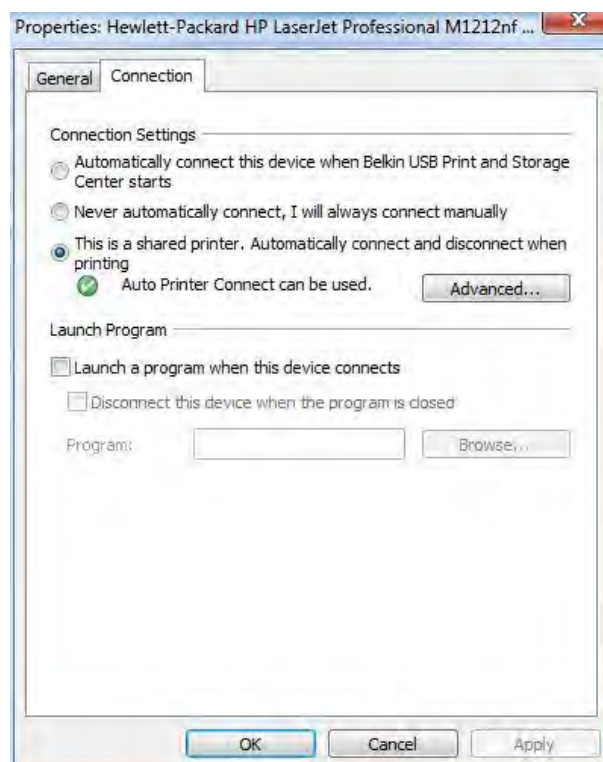 Properties: Hewlett-Packard HP LaserJet Professional M1212nf ...
General
Connection
Connection Settings
Automatically connect this device when Belkin USB Print and Storage
Center starts
Never automatically connect, I will always connect manually
This is a shared printer. Automatically connect and disconnect when
printing
Auto Printer Connect can be used.
Advanced...
Launch Program
Launch a program when this device connects
Disconnect this device when the program is closed
Program:
Browse...
OK
Cancel
Apply